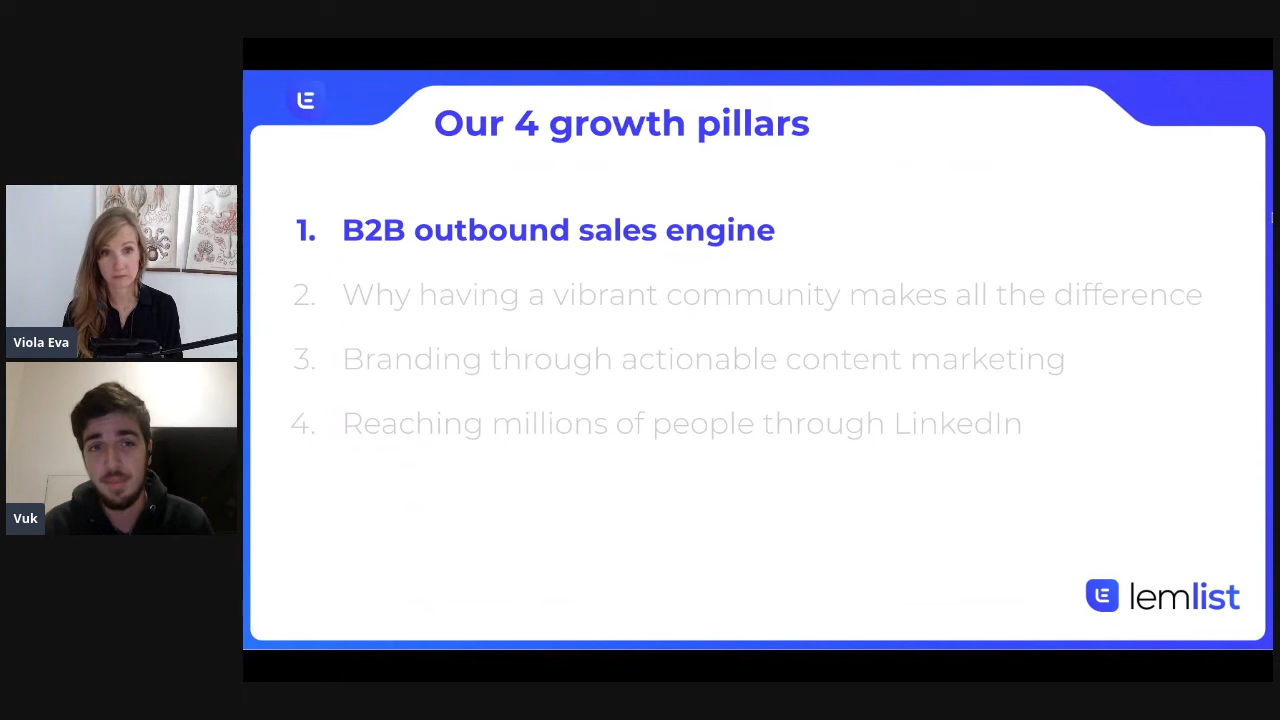 Our 4 growth pillars
1. B2B outbound sales engine
2. Why having a vibrant community makes all the difference
3. Branding through actionable content marketing
4. Reaching millions of people through LinkedIn
Viola Eva
Vuk
lemlist